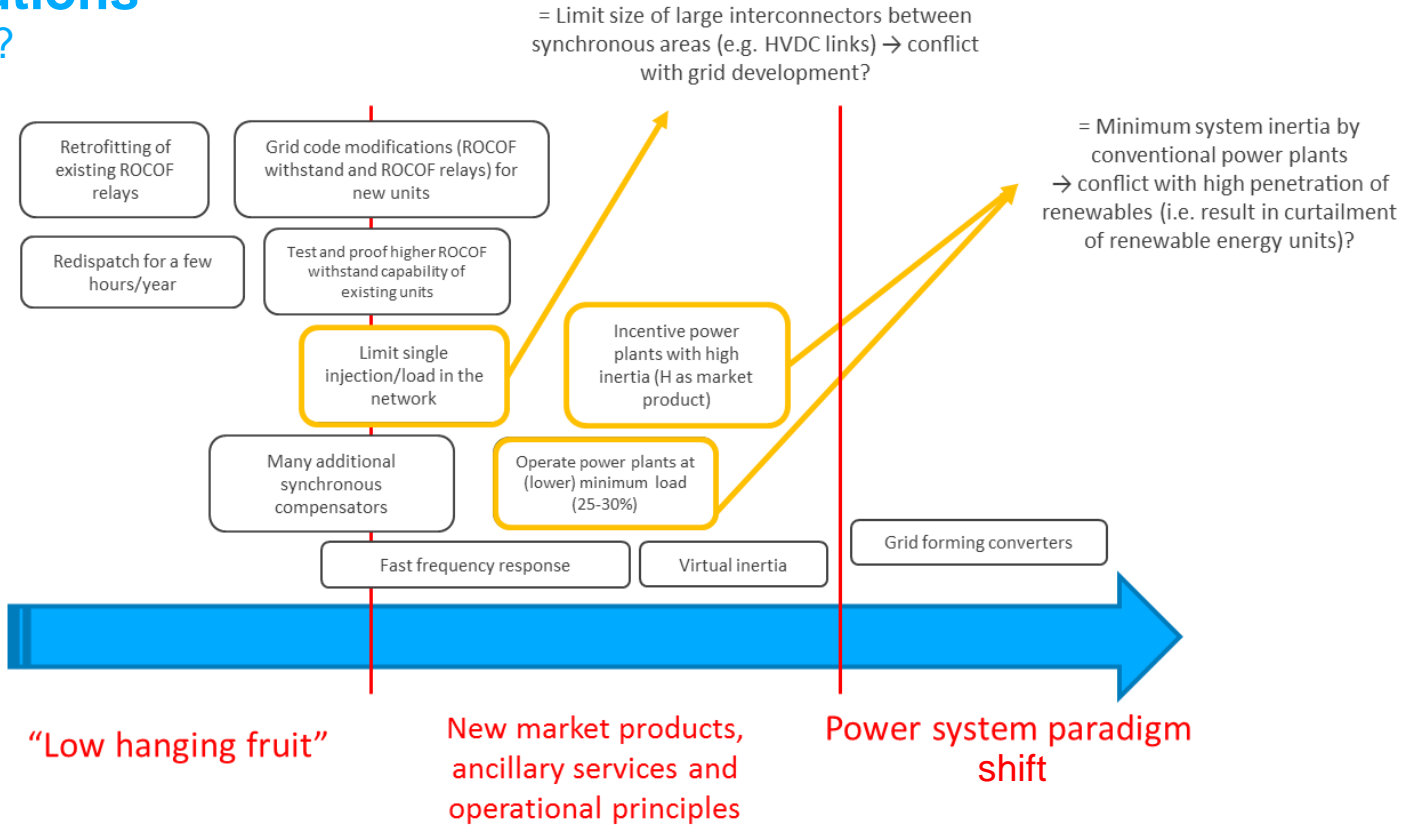 ?
= Limit size of large interconnectors between
synchronous areas (e.g. HVDC links) → conflict
with grid development?
= Minimum system inertia by
conventional power plants
→ conflict with high penetration of
renewables (i.e. result in curtailment
of renewable energy units)?
Retrofitting of
existing ROCOF
relays
Grid code modifications (ROCOF
withstand and ROCOF relays) for
new units
Redispatch for a few
hours/year
Test and proof higher ROCOF
withstand capability of
existing units
Limit single
injection/load in the
network
Incentive power
plants with high
inertia (H as market
product)
Many additional
synchronous
compensators
Operate power plants at
(lower) minimum load
(25-30%)
Fast frequency response
Virtual inertia
Grid forming converters
“Low hanging fruit”
New market products,
ancillary services and
operational principles
Power system paradigm
shift